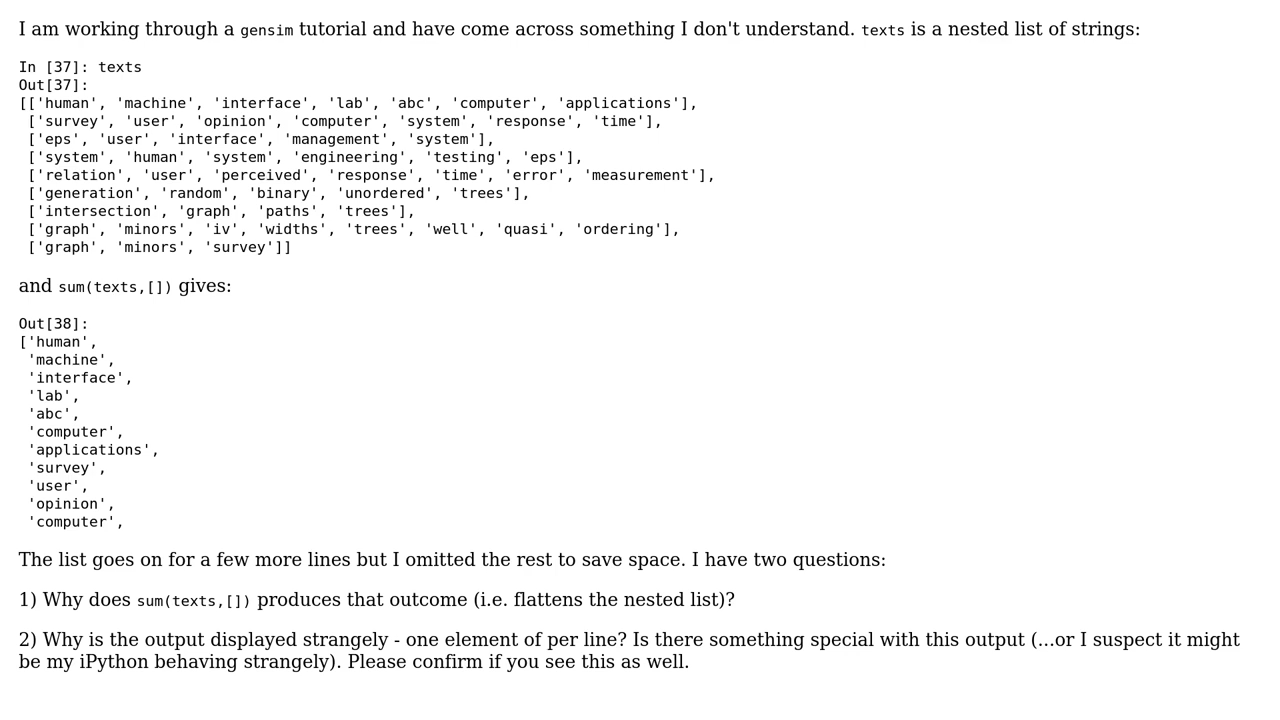 I am working through a gensim tutorial and have come across something I don't understand. texts is a nested list of strings:
In [37]: texts
Out[37]:
[['human', 'machine', 'interface', 'lab', 'abc', 'computer', 'applications'],
 ['survey', 'user', 'opinion', 'computer', 'system', 'response', 'time'],
 ['eps', 'user', 'interface', 'management', 'system'],
 ['system', 'human', 'system', 'engineering', 'testing', 'eps'],
 ['relation', 'user', 'perceived', 'response', 'time', 'error', 'measurement'],
 ['generation', 'random', 'binary', 'unordered', 'trees'],
 ['intersection', 'graph', 'paths', 'trees'],
 ['graph', 'minors', 'iv', 'widths', 'trees', 'well', 'quasi', 'ordering'],
 ['graph', 'minors', 'survey']]
and sum(texts,[]) gives:
Out[38]:
['human',
 'machine',
 'interface',
 'lab',
 'abc',
 'computer',
 'applications',
 'survey',
 'user',
 'opinion',
 'computer',
The list goes on for a few more lines but I omitted the rest to save space. I have two questions:
1) Why does sum(texts,[]) produces that outcome (i.e. flattens the nested list)?
2) Why is the output displayed strangely - one element of per line? Is there something special with this output (...or I suspect it might
be my iPython behaving strangely). Please confirm if you see this as well.